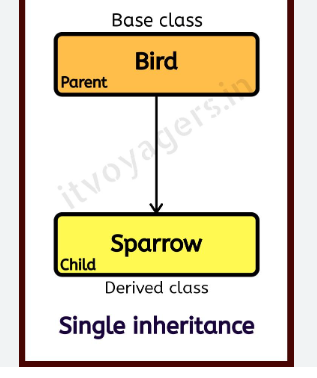 Base class
Bird
Parent
itvoyagers.in
Sparrow
Child
Derived class
Single inheritance